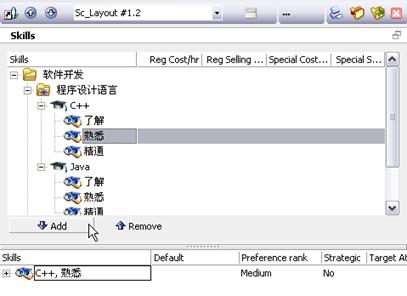 Sc_Layout #1.2 ...
Skills
Skills Reg Cost/hr Reg Selling ... Special Cost... Special S...
软件开发
程序设计语言
C++
了解
熟悉
精通
Java
了解
熟悉
精通
Add Remove
Skills Default Preference rank Strategic Target At
C++, 熟悉 Medium No